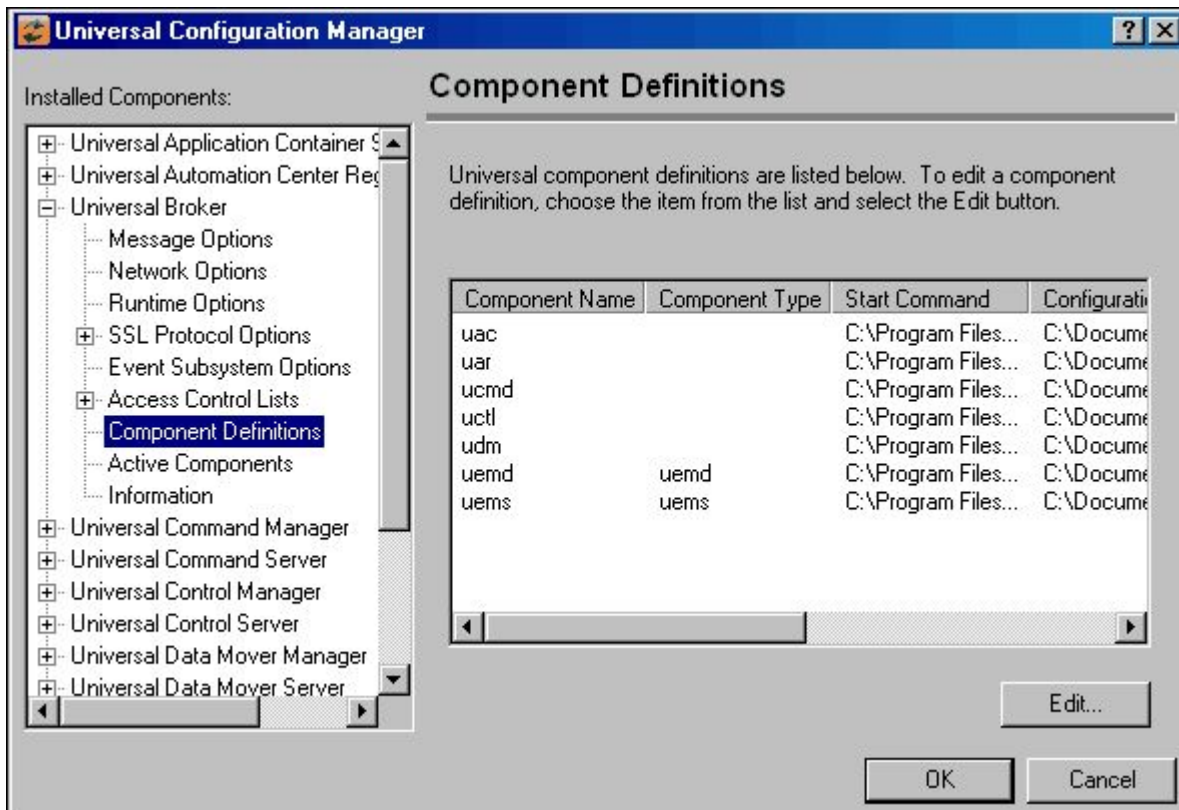 Universal Configuration Manager
Installed Components:
Universal Application Container
Universal Automation Center
Universal Broker
Message Options
Network Options
Runtime Options
SSL Protocol Options
Event Subsystem Options
Access Control Lists
Component Definitions
Active Components
Information
Universal Command Manager
Universal Command Server
Universal Control Manager
Universal Control Server
Universal Data Mover Manager
Universal Data Mover Server
Component Definitions
Universal component definitions are listed below. To edit a component
definition, choose the item from the list and select the Edit button.
Component Name Component Type Start Command Configurati
uac C:\Program Files... C:\Docume
uar C:\Program Files... C:\Docume
ucmd C:\Program Files... C:\Docume
uctl C:\Program Files... C:\Docume
udm C:\Program Files... C:\Docume
uemd uemd C:\Program Files... C:\Docume
uems uems C:\Program Files... C:\Docume
Edit...
OK Cancel